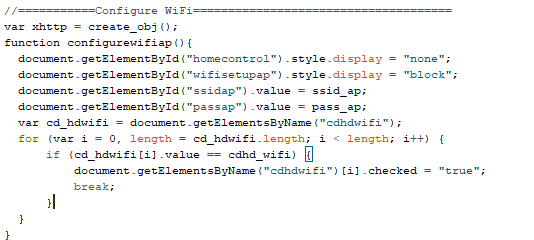 //===========Configure WiFi=====================================
var xhttp = create_obj();
function configurewifiap(){
  document.getElementById("homecontrol").style.display = "none";
  document.getElementById("wifisetupap").style.display = "block";
  document.getElementById("ssidap").value = ssid_ap;
  document.getElementById("passap").value = pass_ap;
  var cd_hdwifi = document.getElementsByName("cdhdwifi");
  for (var i = 0, length = cd_hdwifi.length; i < length; i++) {
      if (cd_hdwifi[i].value == cdhd_wifi) {
          document.getElementsByName("cdhdwifi")[i].checked = "true";
          break;
      }
  }
}